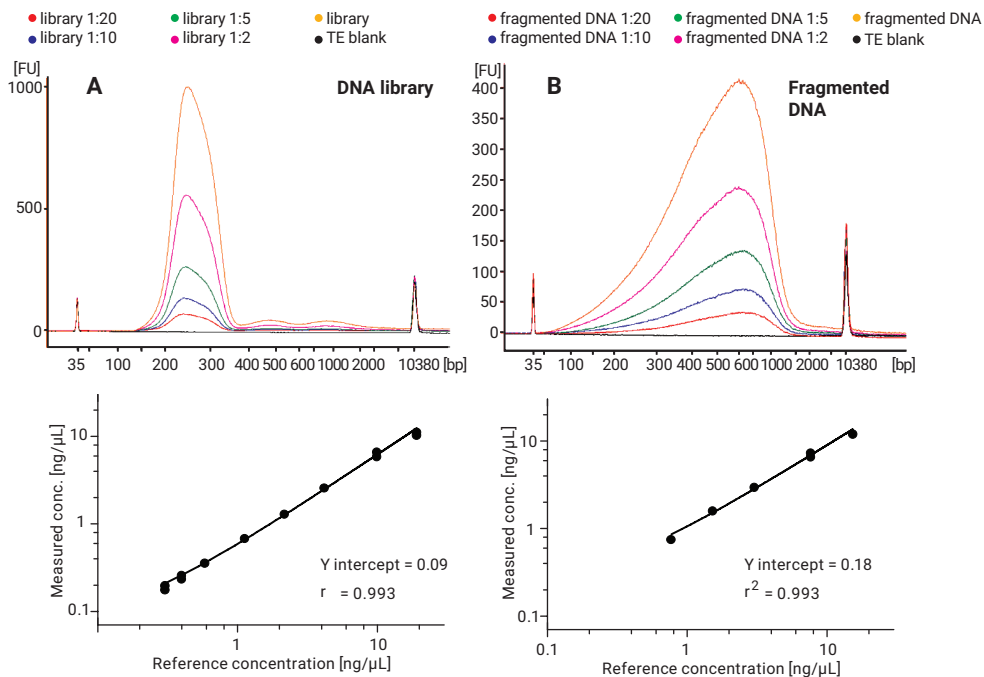 library 1:20 library 1:5 library
library 1:10 library 1:2 TE blank
fragmented DNA 1:20 fragmented DNA 1:5 fragmented DNA
fragmented DNA 1:10 fragmented DNA 1:2 TE blank
[FU]
A
DNA library
1000
500
0
35 100 200 300 400 600 1000 2000 10380 [bp]
[FU]
B
Fragmented
DNA
400
350
300
250
200
150
100
50
0
35 100 200 300 400 500 600 1000 2000 10380 [bp]
Measured conc. [ng/µL]
10
1
0.1
Y intercept = 0.09
r = 0.993
1 10
Reference concentration [ng/µL]
Measured conc. [ng/µL]
10
1
0.1
Y intercept = 0.18
r² = 0.993
0.1 1 10
Reference concentration [ng/µL]